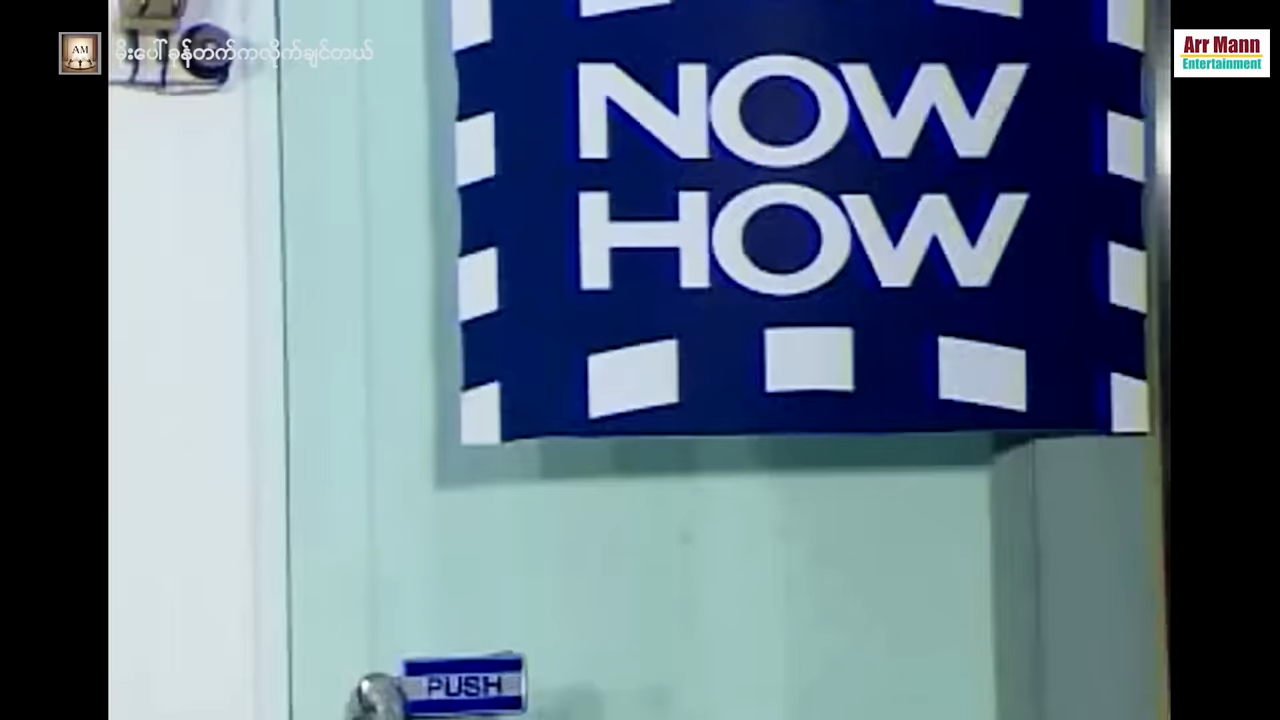 AM
မိုးပေါ် ခုန်တက်ကလိုက်ချင်တယ်
Arr Mann
Entertainment
NOW
HOW
PUSH